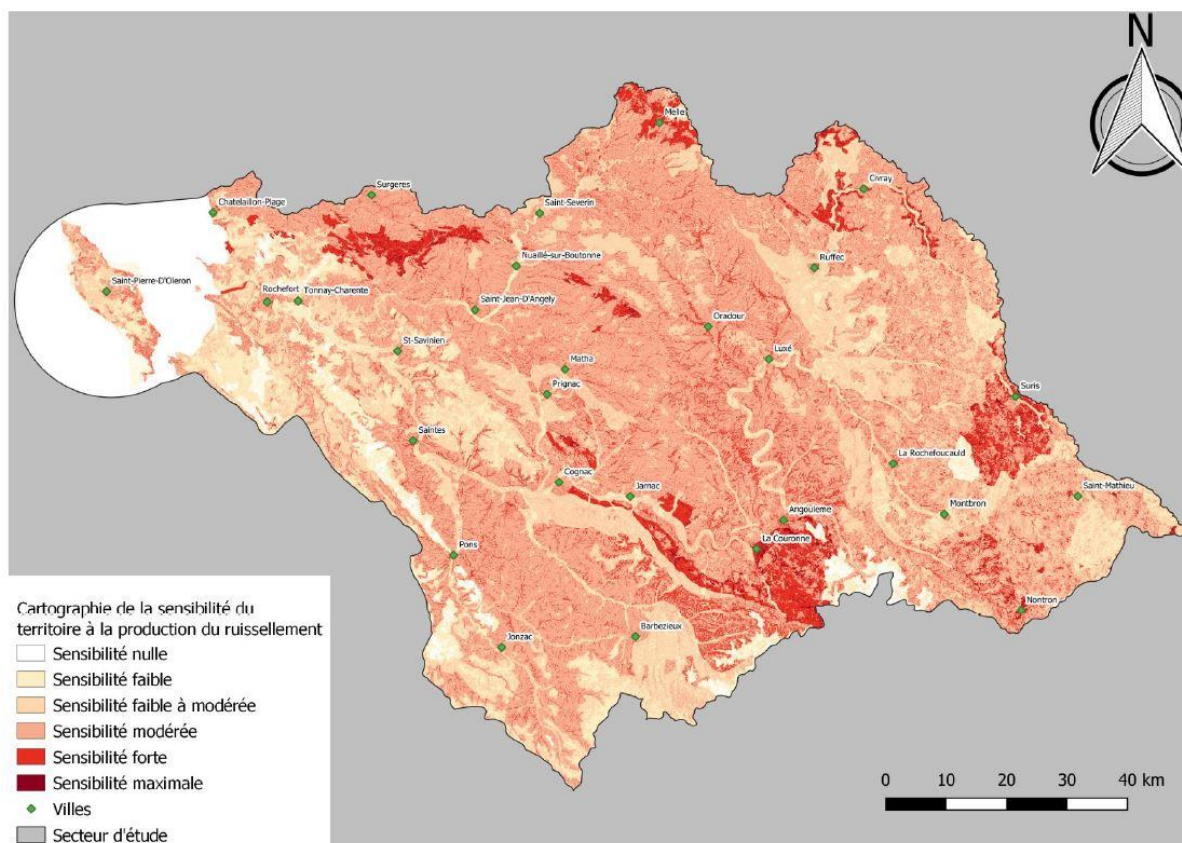 N
Melle
Civray
Surgeres
Chatelaillon-Plage
Saint-Severin
Nuaillé-sur-Boutonne
Ruffec
Saint-Pierre-D'Oleron
Rochefort
Tonnay-Charente
Saint-Jean-D'Angely
Oradour
St-Savinien
Luxé
Matha
Prignac
Suris
Saintes
La Rochefoucauld
Cognac
Jarnac
Saint-Mathieu
Montbron
Angouleme
La Couronne
Pons
Nontron
Barbezieux
Jonzac
Cartographie de la sensibilité du
territoire à la production du ruissellement
Sensibilité nulle
Sensibilité faible
Sensibilité faible à modérée
Sensibilité modérée
Sensibilité forte
Sensibilité maximale
Villes
Secteur d'étude
0 10 20 30 40 km